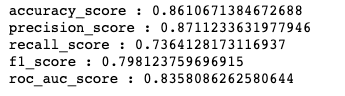 accuracy_score : 0.8610671384672688
precision_score : 0.8711233631977946
recall_score : 0.7364128173116937
f1_score : 0.798123759696915
roc_auc_score : 0.8358086262580644